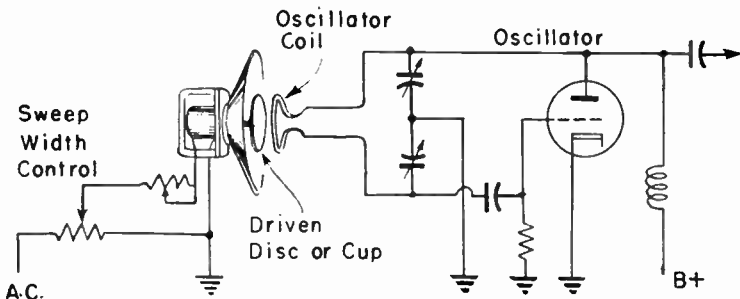 Oscillator
Coil
Oscillator
Sweep
Width
Control
Driven
Disc or Cup
A.C.
B+